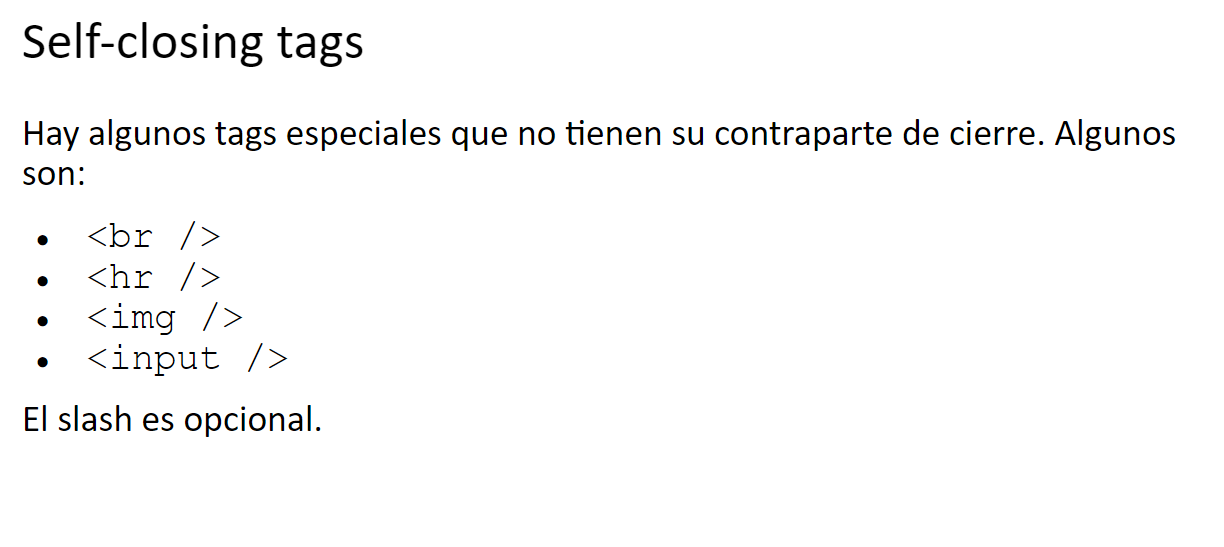 Self-closing tags
Hay algunos tags especiales que no tienen su contraparte de cierre. Algunos
son:
• <br />
• <hr />
• <img />
• <input />
El slash es opcional.